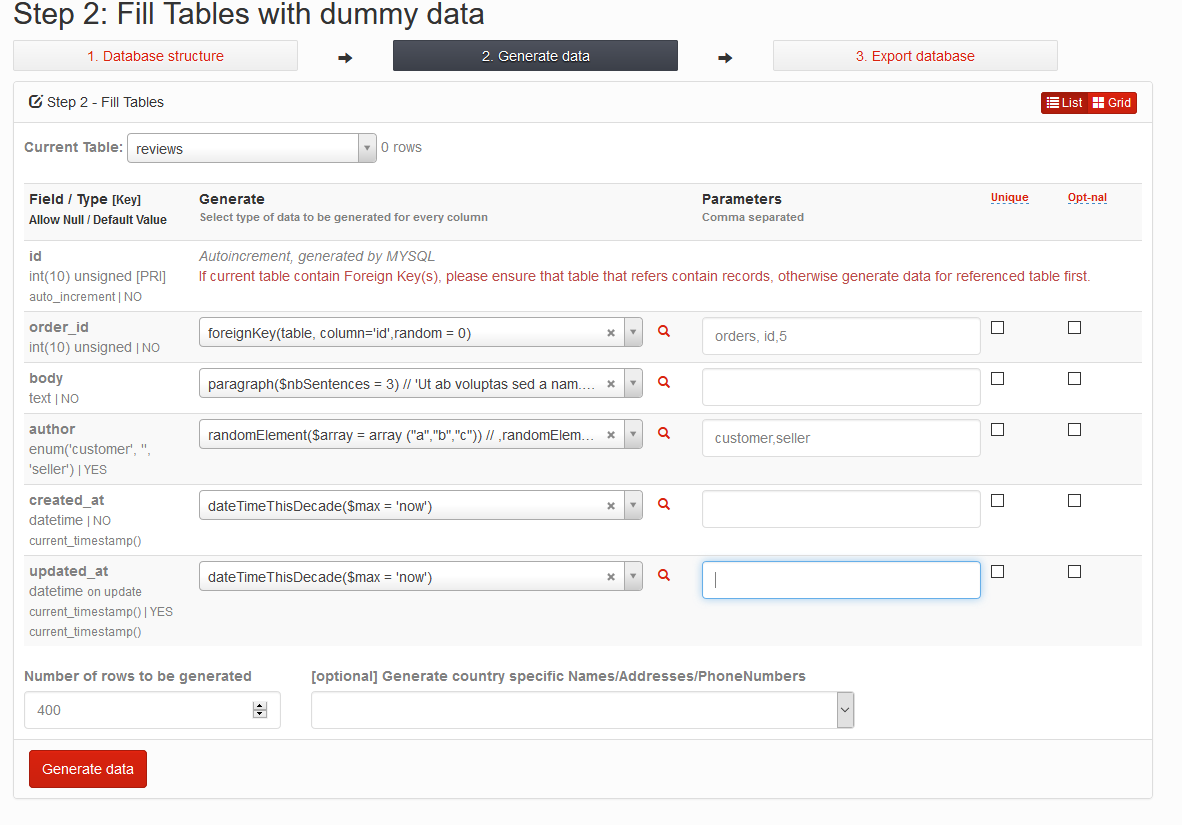 Step 2: Fill Tables with dummy data
1. Database structure
2. Generate data
3. Export database
Step 2 - Fill Tables
List Grid
Current Table: reviews 0 rows
Field / Type [Key]
Allow Null / Default Value
Generate
Select type of data to be generated for every column
Parameters
Comma separated
Unique
Opt-nal
id
int(10) unsigned [PRI]
auto_increment | NO
Autoincrement, generated by MYSQL
If current table contain Foreign Key(s), please ensure that table that refers contain records, otherwise generate data for referenced table first.
order_id
int(10) unsigned | NO
foreignKey(table, column='id',random = 0)
orders, id,5
body
text | NO
paragraph($nbSentences = 3) // 'Ut ab voluptas sed a nam....
author
enum('customer', '',
'seller') | YES
randomElement($array = array ("a","b","c")) // ,randomElem...
customer,seller
created_at
datetime | NO
current_timestamp()
dateTimeThisDecade($max = 'now')
updated_at
datetime on update
current_timestamp() | YES
current_timestamp()
dateTimeThisDecade($max = 'now')
Number of rows to be generated
400
[optional] Generate country specific Names/Addresses/PhoneNumbers
Generate data